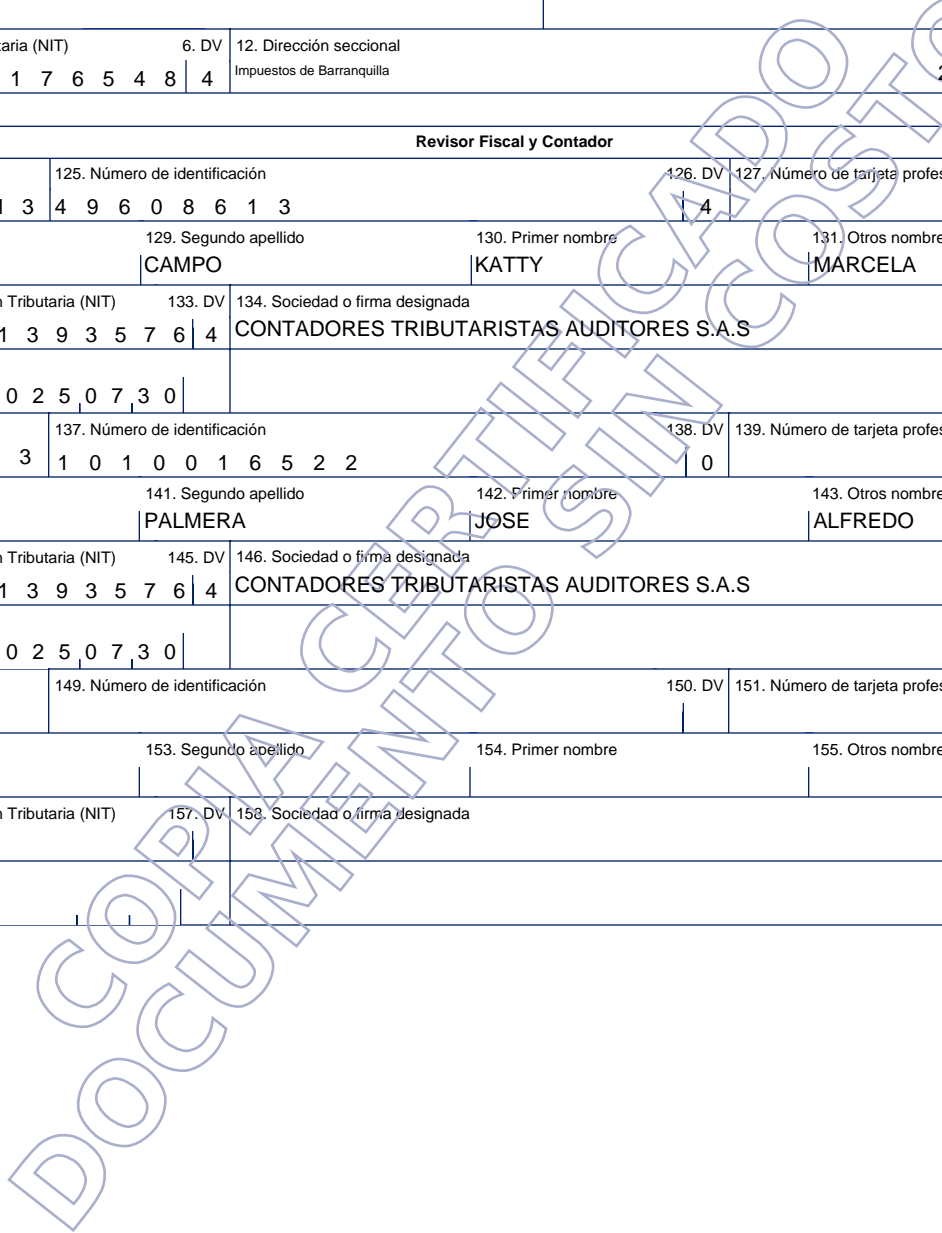 taria (NIT) 6. DV 12. Dirección seccional
1 7 6 5 4 8 4 Impuestos de Barranquilla 2
Revisor Fiscal y Contador
125. Número de identificación 126. DV 127. Número de tarjeta profes
1 3 4 9 6 0 8 6 1 3 4
129. Segundo apellido 130. Primer nombre 131. Otros nombre
CAMPO KATTY MARCELA
n Tributaria (NIT) 133. DV 134. Sociedad o firma designada
1 3 9 3 5 7 6 4 CONTADORES TRIBUTARISTAS AUDITORES S.A.S
0 2 5 0 7 3 0
137. Número de identificación 138. DV 139. Número de tarjeta profes
3 1 0 1 0 0 1 6 5 2 2 0
141. Segundo apellido 142. Primer nombre 143. Otros nombre
PALMERA JOSE ALFREDO
n Tributaria (NIT) 145. DV 146. Sociedad o firma designada
1 3 9 3 5 7 6 4 CONTADORES TRIBUTARISTAS AUDITORES S.A.S
0 2 5 0 7 3 0
149. Número de identificación 150. DV 151. Número de tarjeta profes
153. Segundo apellido 154. Primer nombre 155. Otros nombre
n Tributaria (NIT) 157. DV 158. Sociedad o firma designada
COPIA CERTIFICADO
DOCUMENTO SIN COSTO